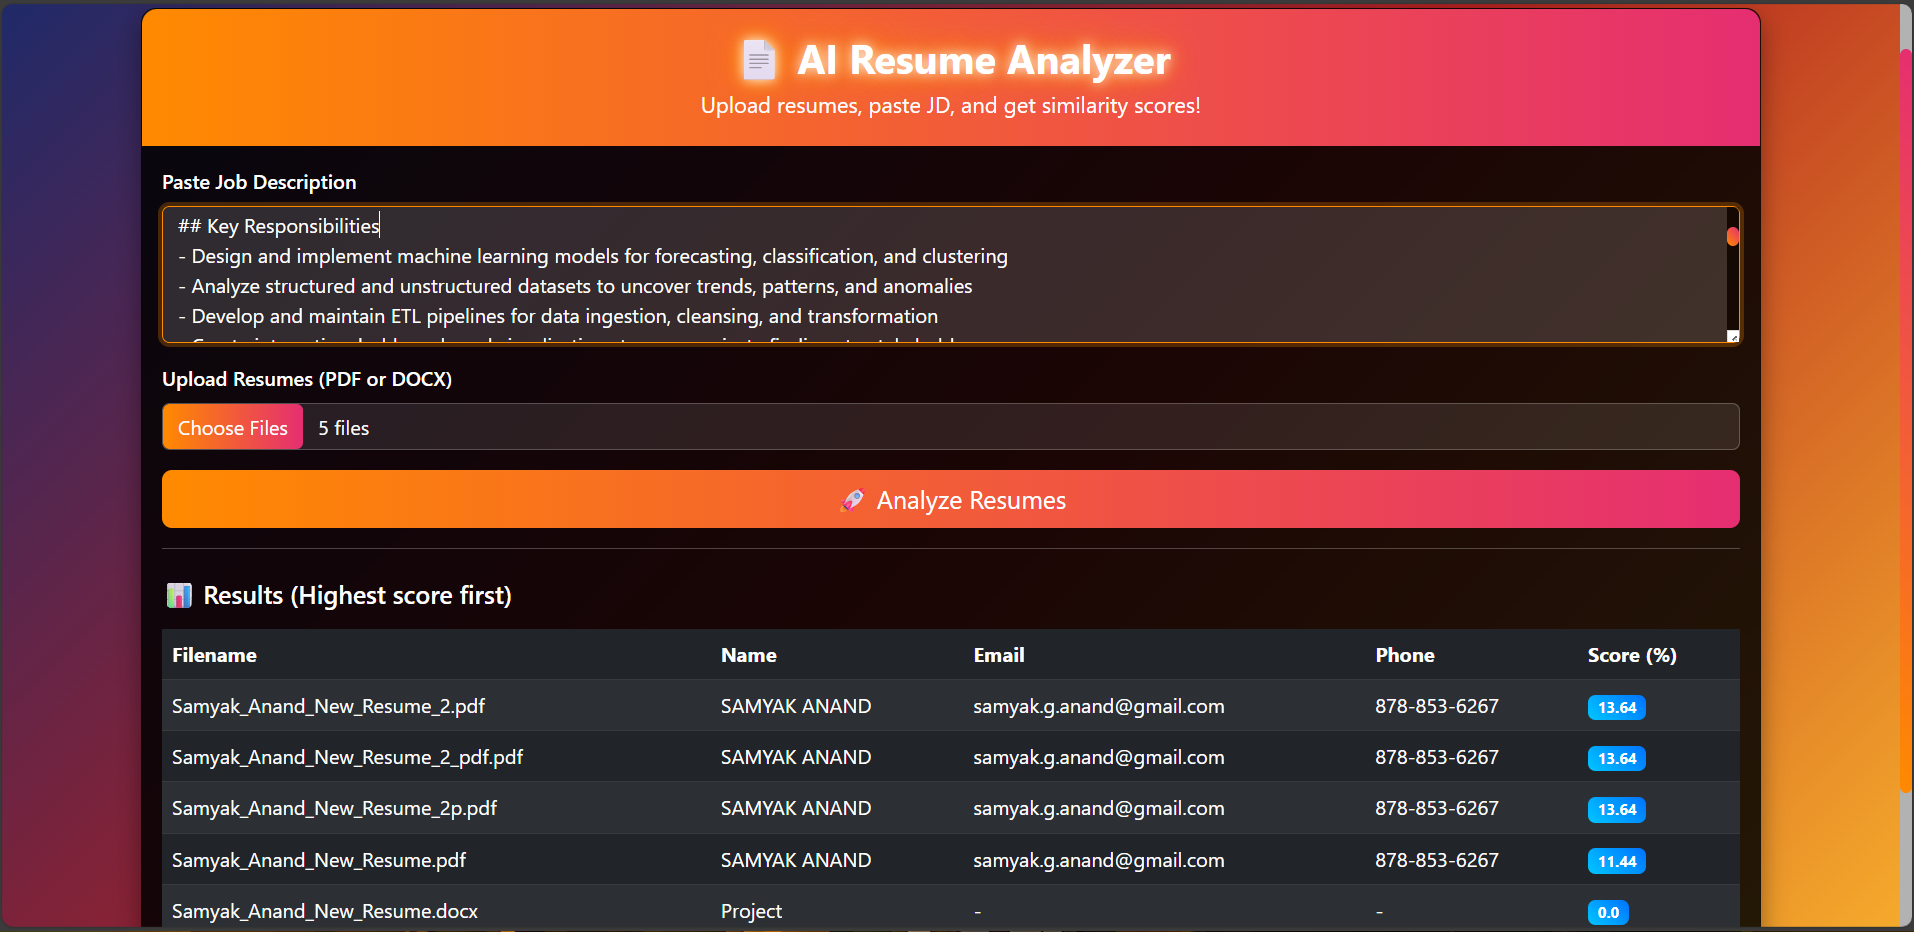 AI Resume Analyzer
Upload resumes, paste JD, and get similarity scores!
Paste Job Description
## Key Responsibilities
- Design and implement machine learning models for forecasting, classification, and clustering
- Analyze structured and unstructured datasets to uncover trends, patterns, and anomalies
- Develop and maintain ETL pipelines for data ingestion, cleansing, and transformation
Upload Resumes (PDF or DOCX)
Choose Files 5 files
Analyze Resumes
Results (Highest score first)
Filename Name Email Phone Score (%)
Samyak_Anand_New_Resume_2.pdf SAMYAK ANAND samyak.g.anand@gmail.com 878-853-6267 13.64
Samyak_Anand_New_Resume_2_pdf.pdf SAMYAK ANAND samyak.g.anand@gmail.com 878-853-6267 13.64
Samyak_Anand_New_Resume_2p.pdf SAMYAK ANAND samyak.g.anand@gmail.com 878-853-6267 13.64
Samyak_Anand_New_Resume.pdf SAMYAK ANAND samyak.g.anand@gmail.com 878-853-6267 11.44
Samyak_Anand_New_Resume.docx Project - - 0.0